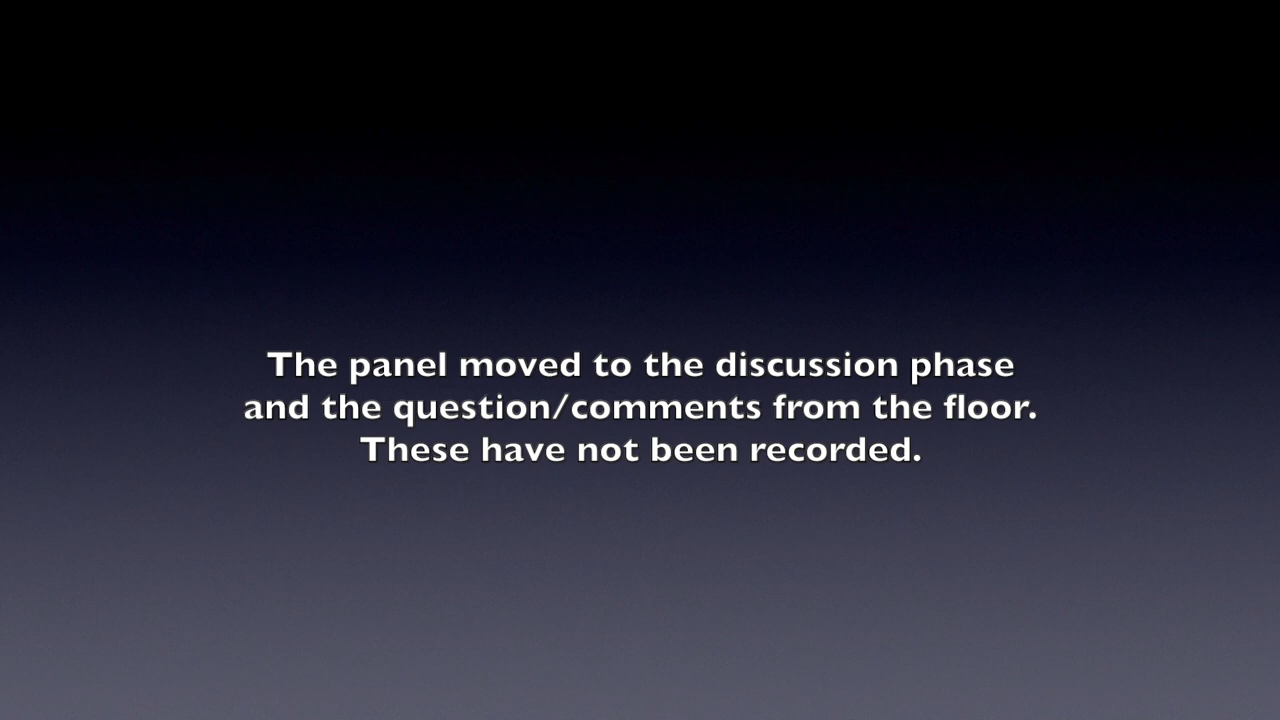 The panel moved to the discussion phase
and the question/comments from the floor.
These have not been recorded.